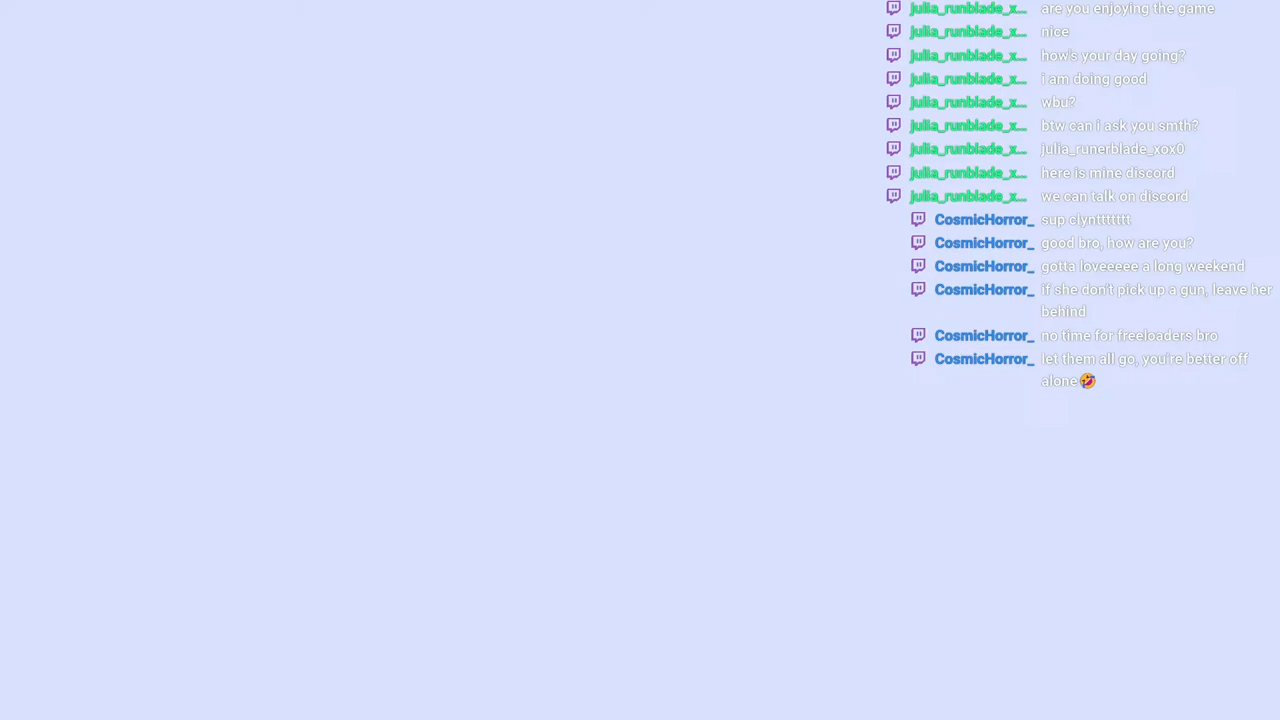 julia_runblade_x... are you enjoying the game
julia_runblade_x... nice
julia_runblade_x... how's your day going?
julia_runblade_x... i am doing good
julia_runblade_x... wbu?
julia_runblade_x... btw can i ask you smth?
julia_runblade_x... julia_runerblade_xox0
julia_runblade_x... here is mine discord
julia_runblade_x... we can talk on discord
CosmicHorror_ sup clynttttttt
CosmicHorror_ good bro, how are you?
CosmicHorror_ gotta loveeeee a long weekend
CosmicHorror_ if she don't pick up a gun, leave her
behind
CosmicHorror_ no time for freeloaders bro
CosmicHorror_ let them all go, you're better off
alone🤣